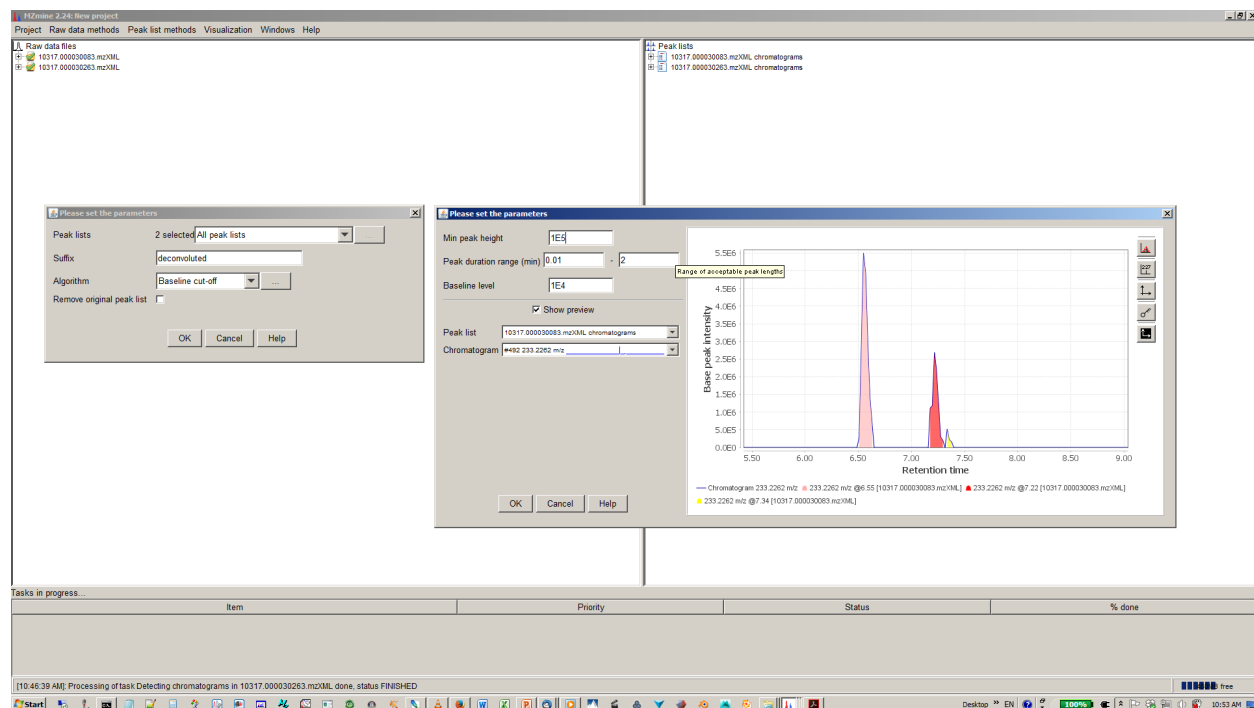 MZmine 2.24: New project
Project Raw data methods Peak list methods Visualization Windows Help
Raw data files
10317.000030083.mzXML
10317.000030263.mzXML
Peak lists
10317.000030083.mzXML chromatograms
10317.000030263.mzXML chromatograms
Please set the parameters
Peak lists 2 selected All peak lists ...
Suffix deconvoluted
Algorithm Baseline cut-off ...
Remove original peak list
OK Cancel Help
Please set the parameters
Min peak height 1E5
Peak duration range (min) 0.01 - 2
Range of acceptable peak lengths
Baseline level 1E4
Show preview
Peak list 10317.000030083.mzXML chromatograms
Chromatogram #492 233.2262 m/z
OK Cancel Help
Base peak intensity
5.5E6
4.5E6
4.0E6
3.5E6
3.0E6
2.5E6
2.0E6
1.5E6
1.0E6
5.0E5
0.0E0
5.50 6.00 6.50 7.00 7.50 8.00 8.50 9.00
Retention time
Chromatogram 233.2262 m/z 233.2262 m/z @6.55 [10317.000030083.mzXML] 233.2262 m/z @7.22 [10317.000030083.mzXML]
233.2262 m/z @7.34 [10317.000030083.mzXML]
Tasks in progress...
Item Priority Status % done
[10:46:39 AM]: Processing of task Detecting chromatograms in 10317.000030263.mzXML done, status FINISHED
free
Start Desktop » EN 100% 10:53 AM